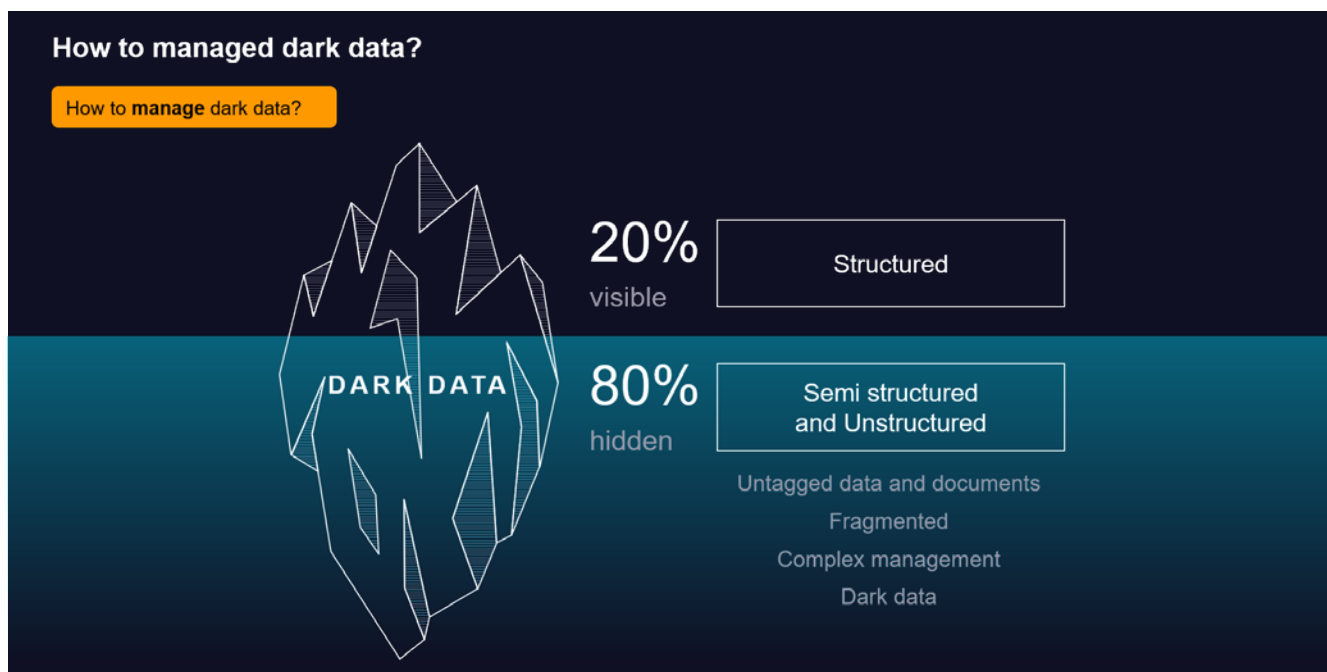 How to managed dark data?
How to manage dark data?
20%
visible
Structured
DARK DATA
80%
hidden
Semi structured
and Unstructured
Untagged data and documents
Fragmented
Complex management
Dark data